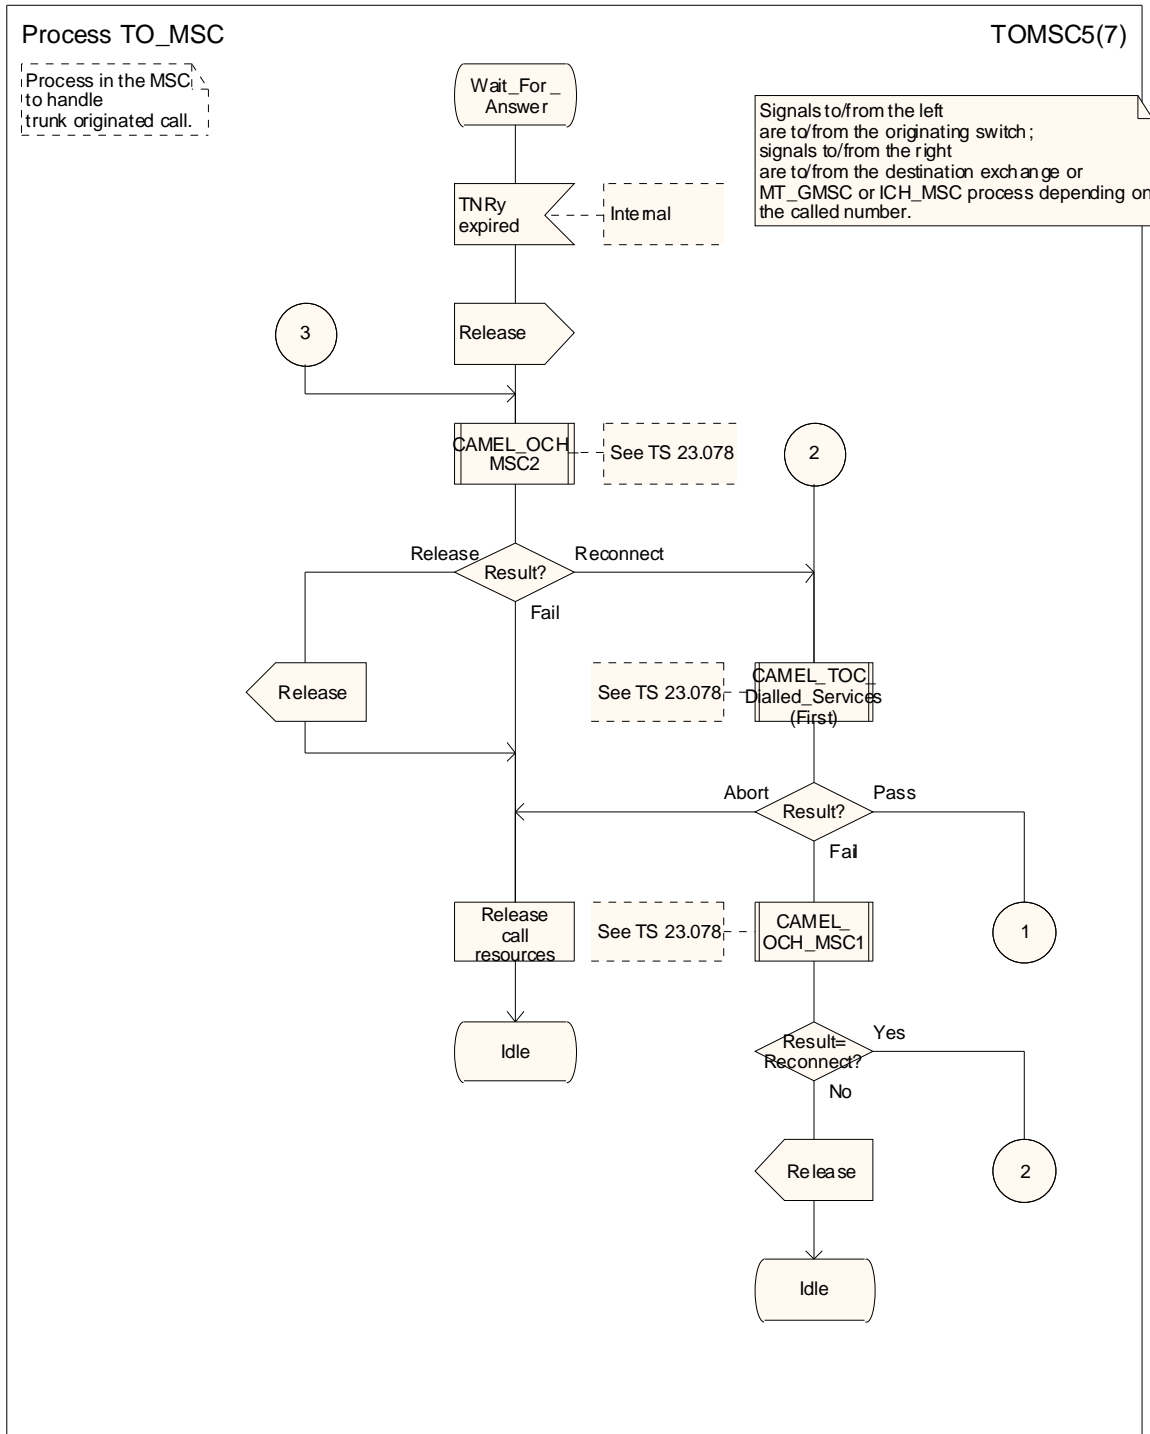 Process TO_MSC
TOMSC5(7)
Process in the MSC
to handle
trunk originated call.
Wait_For_
Answer
Signals to/from the left
are to/from the originating switch;
signals to/from the right
are to/from the destination exchange or
MT_GMSC or ICH_MSC process depending on
the called number.
TNRy
expired
Internal
3
Release
CAMEL_OCH_
MSC2
See TS 23.078
2
Release
Result?
Reconnect
Fail
Release
See TS 23.078
CAMEL_TOC_
Dialled_Services
(First)
Abort
Result?
Pass
Fail
Release
call
resources
See TS 23.078
CAMEL_
OCH_MSC1
1
Idle
Result=
Reconnect?
Yes
No
Release
2
Idle